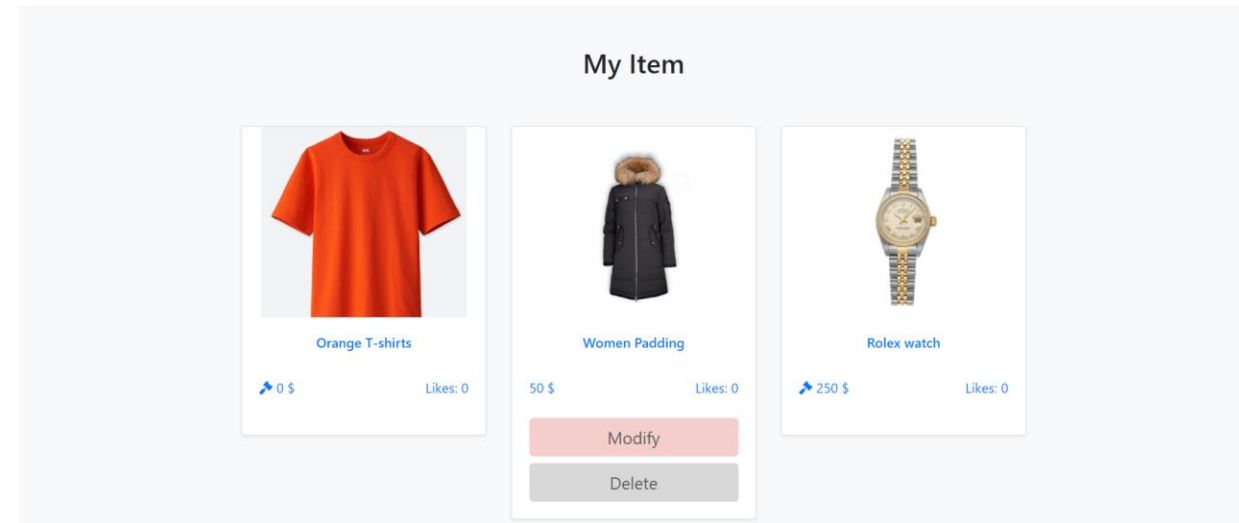 My Item
Orange T-shirts
0 $ Likes: 0
Women Padding
50 $ Likes: 0
Modify
Delete
Rolex watch
250 $ Likes: 0